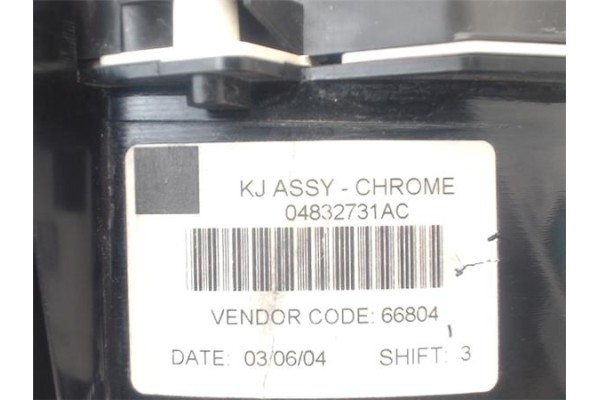 KJ ASSY - CHROME
04832731AC
VENDOR CODE: 66804
DATE: 03/06/04 SHIFT: 3